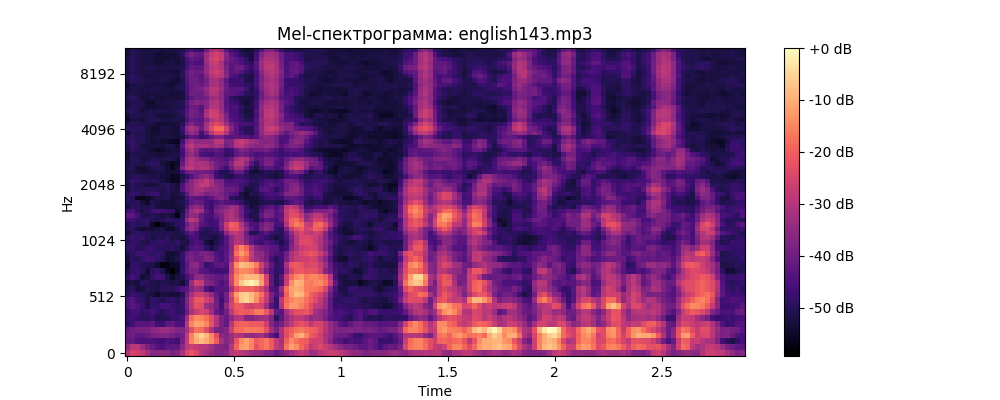 Mel-спектрограмма: english143.mp3
+0 dB
8192
-10 dB
4096
-20 dB
2048
Hz
-30 dB
1024
-40 dB
512
-50 dB
0
0 0.5 1 1.5 2 2.5
Time